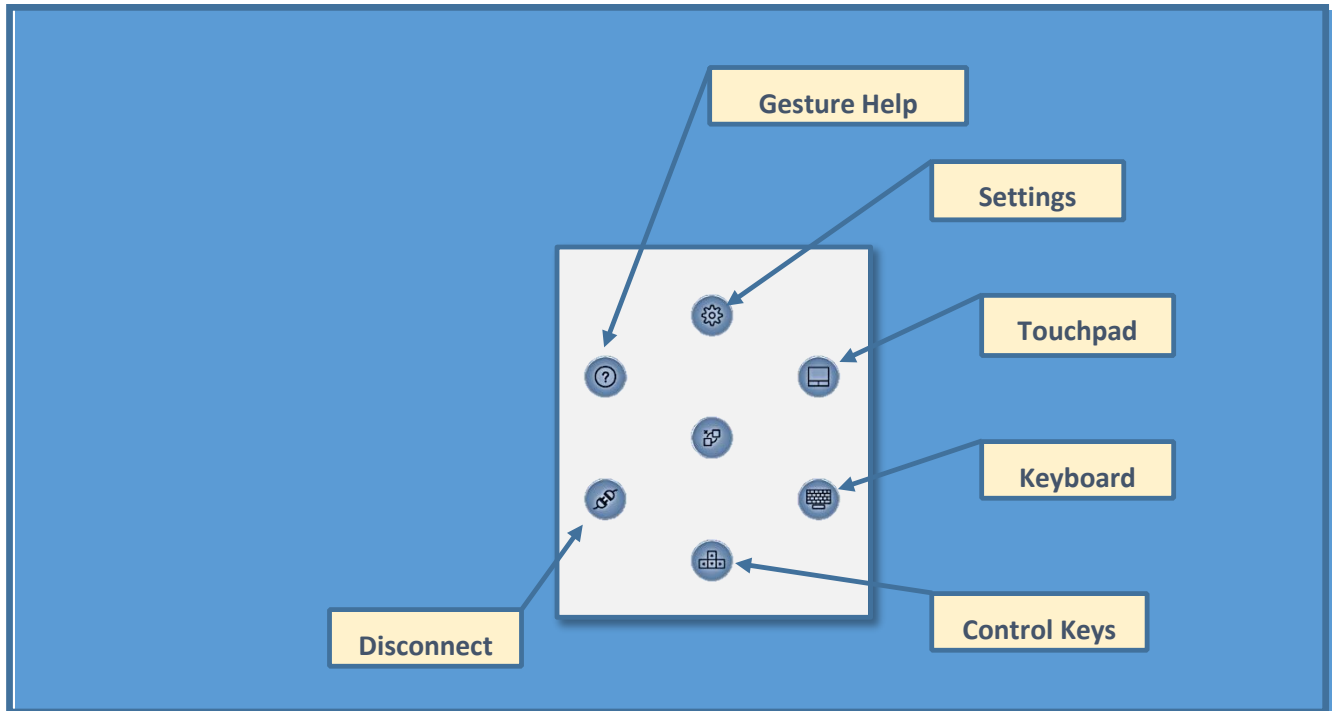 Gesture Help
Settings
Touchpad
Keyboard
Control Keys
Disconnect